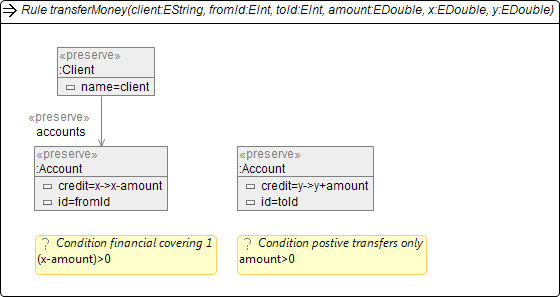 Rule transferMoney(client:EString, fromId:EInt, toId:EInt, amount:EDouble, x:EDouble, y:EDouble)
«preserve»
:Client
name=client
«preserve»
accounts
«preserve»
:Account
credit=x->x-amount
id=fromId
«preserve»
:Account
credit=y->y+amount
id=toId
? Condition financial covering 1
(x-amount)>0
? Condition postive transfers only
amount>0